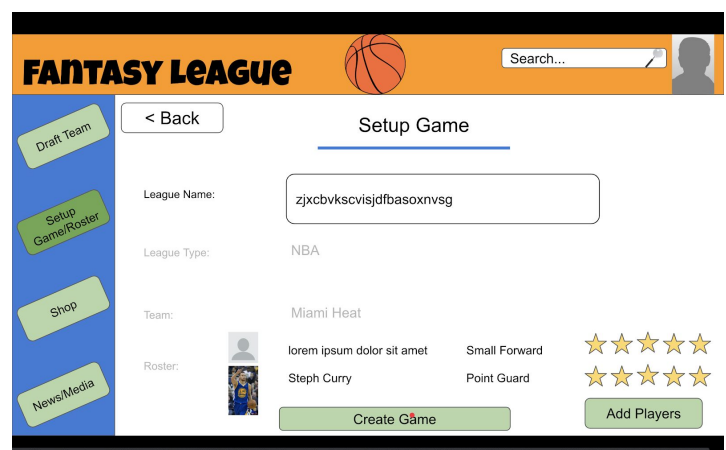 FANTASY LEAGUE
Search...
Draft Team
Setup
Game/Roster
Shop
News/Media
< Back
Setup Game
League Name:
zjxcbvkscvisjdfbasoxnvsg
League Type:
NBA
Team:
Miami Heat
Roster:
lorem ipsum dolor sit amet Small Forward
Steph Curry Point Guard
Create Game
Add Players